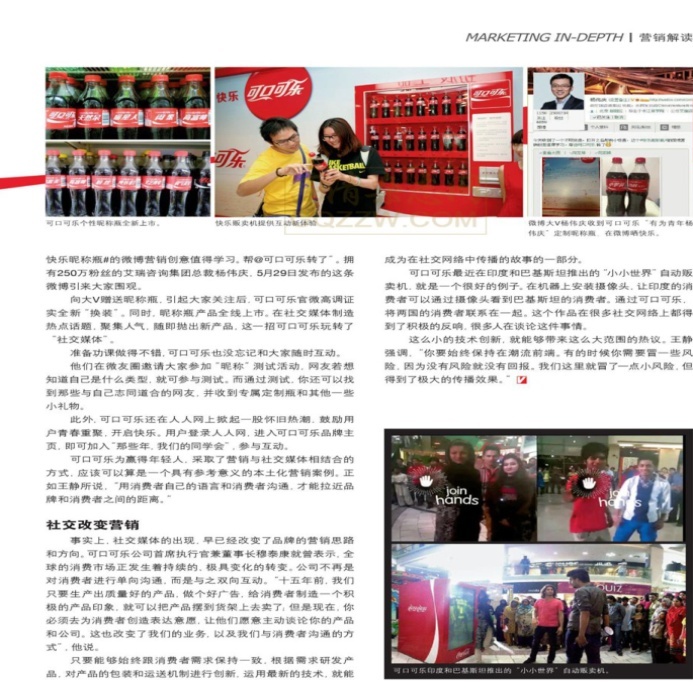 MARKETING IN-DEPTH | 营销解读
快乐
可口可乐
可乐
可口可乐
可口可乐个性昵称瓶全新上市。
快乐贩卖机提供互动新体验。
微博大V杨伟庆收到可口可乐“有为青年杨
伟庆”定制昵称瓶，在微博晒快乐。
快乐昵称瓶#的微博营销创意值得学习。帮@可口可乐转了”。拥
有250万粉丝的艾瑞咨询集团总裁杨伟庆，5月29日发布的这条
微博引来大家围观。
向大V赠送昵称瓶，引起大家关注后，可口可乐官微高调证
实全新“换装”。同时，昵称瓶产品全线上市。在社交媒体制造
热点话题，聚集人气，随即抛出新产品，这一招可口可乐玩转了
“社交媒体”。
准备功课做得不错，可口可乐也没忘记和大家随时互动。
他们在微友圈邀请大家参加“昵称”测试活动，网友若想
知道自己是什么类型，就可参与测试。而通过测试，你还可以找
到那些与自己志同道合的网友，并收到专属定制瓶和其他一些
小礼物。
此外，可口可乐还在人人网上掀起一股怀旧热潮，鼓励用
户青春重聚，开启快乐。用户登录人人网，进入可口可乐品牌主
页，即可加入“那些年，我们的同学会”，参与互动。
可口可乐为赢得年轻人，采取了营销与社交媒体相结合的
方式，应该可以算是一个具有参考意义的本土化营销案例。正
如王静所说，“用消费者自己的语言和消费者沟通，才能拉近品
牌和消费者之间的距离。”
社交改变营销
事实上，社交媒体的出现，早已经改变了品牌的营销思路
和方向。可口可乐公司首席执行官兼董事长穆泰康就曾表示，全
球的消费市场正发生着持续的、极具变化的转变。公司不再是
对消费者进行单向沟通，而是与之双向互动。“十五年前，我们
只要生产出质量好的产品，做个好广告，给消费者制造一个积
极的产品印象，就可以把产品摆到货架上去卖了，但是现在，你
必须去为消费者创造表达意愿，让他们愿意主动谈论你的产品
和公司。这也改变了我们的业务，以及我们与消费者沟通的方
式”，他说。
只要能够始终跟消费者需求保持一致，根据需求研发产
品，对产品的包装和运送机制进行创新，运用最新的技术，就能
成为在社交网络中传播的故事的一部分。
可口可乐最近在印度和巴基斯坦推出的“小小世界”自动贩
卖机，就是一个很好的例子。在机器上安装摄像头，让印度的消
费者可以通过摄像头看到巴基斯坦的消费者。通过可口可乐，
将两国的消费者联系在一起。这个作品在很多社交网络上都得
到了积极的反响，很多人在谈论这件事情。
这么小的技术创新，就能够带来这么大范围的热议。王静
强调，“你要始终保持在潮流前端。有的时候你需要冒一些风
险，因为没有风险就没有回报。我们这里就冒了一点小风险，但
得到了极大的传播效果。”
join
hands
join
hands
可口可乐印度和巴基斯坦推出的“小小世界”自动贩卖机。